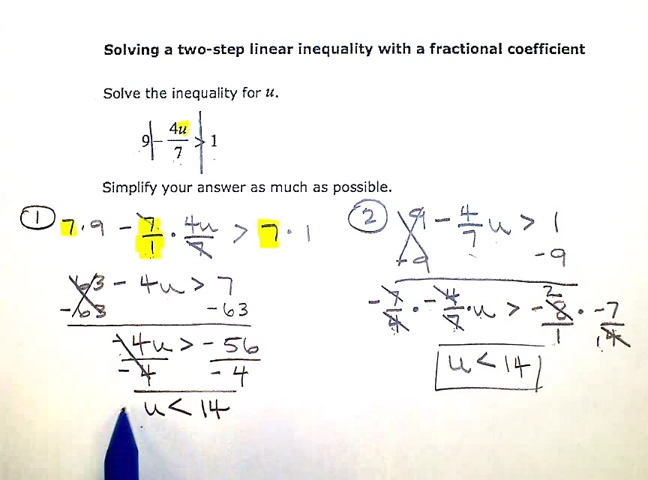 Solving a two-step linear inequality with a fractional coefficient
Solve the inequality for u.
9 - 4u/7 > 1
Simplify your answer as much as possible.
① 7·9 - 7/1 · 4u/7 > 7·1
63 - 4u > 7
-63 -63
-4u > -56
-4 -4
u < 14
② 9 - 4/7 u > 1
-9 -9
-7/4 · -4/7 · u > -8/1 · -7/4
2
1
u < 14